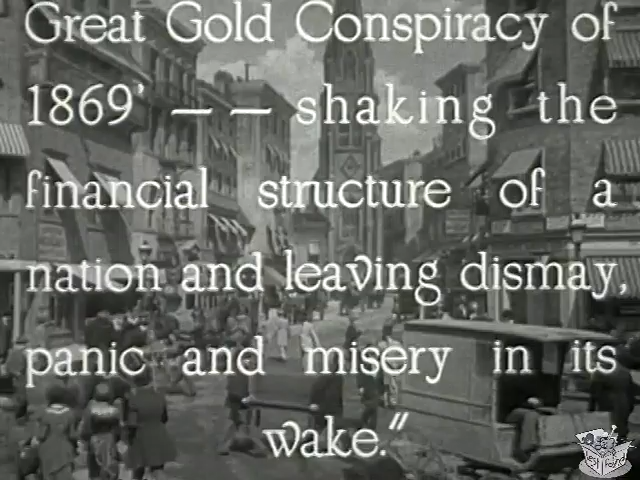 Great Gold Conspiracy of
1869' — — shaking the
financial structure of a
nation and leaving dismay,
panic and misery in its
wake."